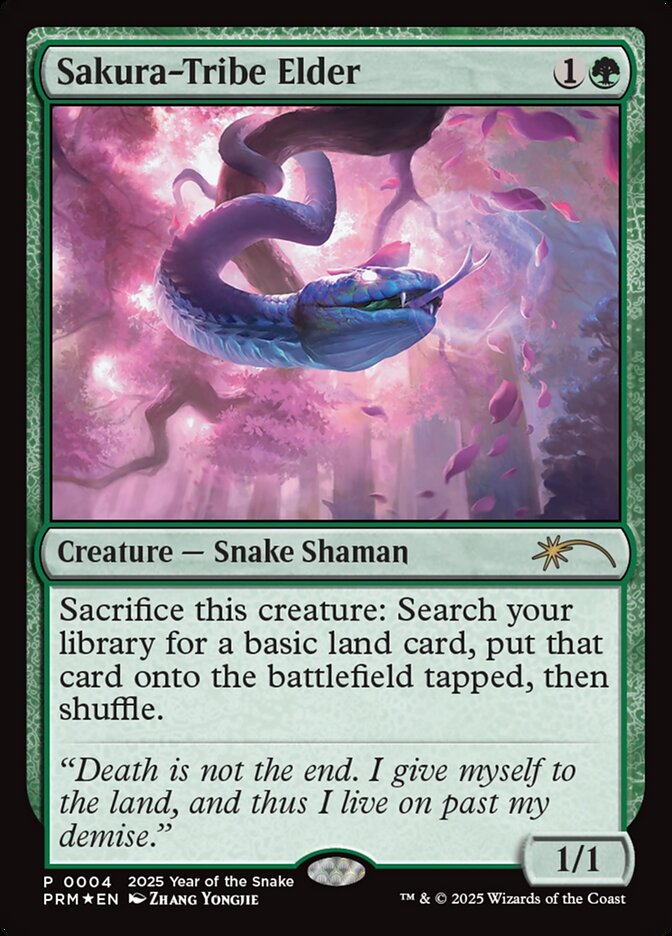 Sakura-Tribe Elder 1
Creature — Snake Shaman
Sacrifice this creature: Search your
library for a basic land card, put that
card onto the battlefield tapped, then
shuffle.
“Death is not the end. I give myself to
the land, and thus I live on past my
demise.”
1/1
P 0004 2025 Year of the Snake
PRM★EN Zhang Yongjie
™ & © 2025 Wizards of the Coast